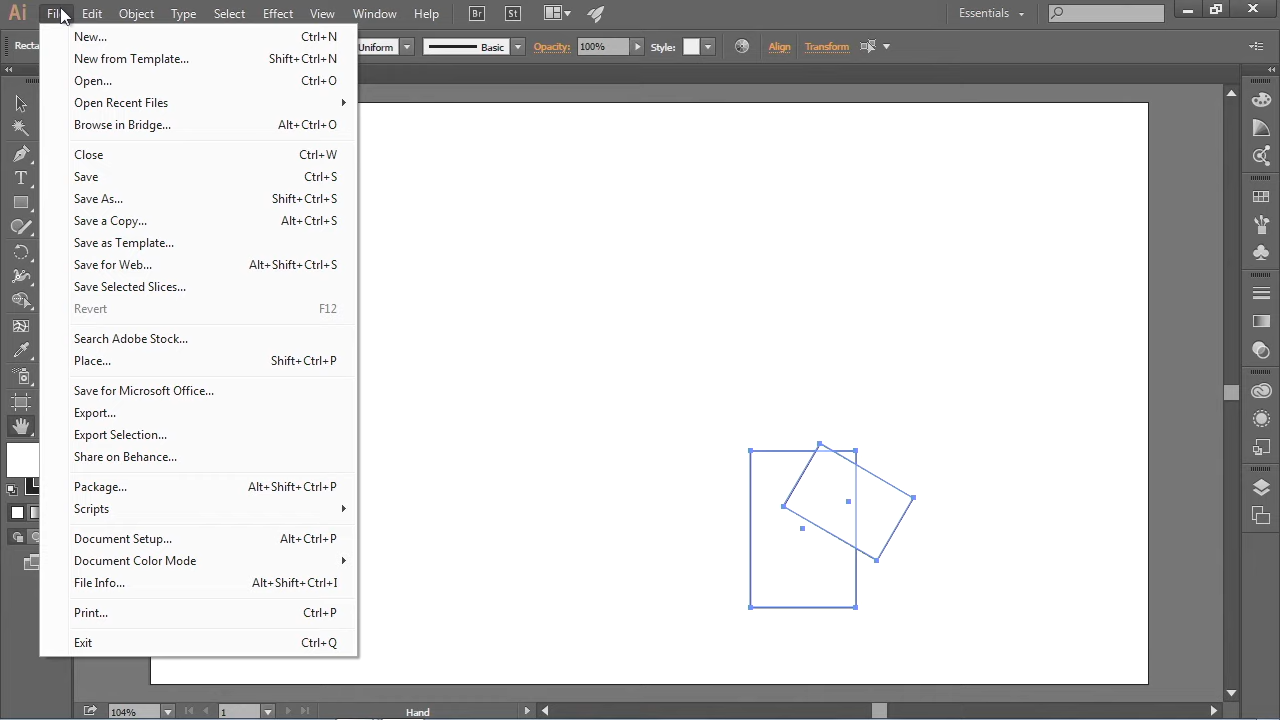 Ai File Edit Object Type Select Effect View Window Help Br St Essentials
Recta Uniform Basic Opacity: 100% Style: Align Transform
New... Ctrl+N
New from Template... Shift+Ctrl+N
Open... Ctrl+O
Open Recent Files
Browse in Bridge... Alt+Ctrl+O
Close Ctrl+W
Save Ctrl+S
Save As... Shift+Ctrl+S
Save a Copy... Alt+Ctrl+S
Save as Template...
Save for Web... Alt+Shift+Ctrl+S
Save Selected Slices...
Revert F12
Search Adobe Stock...
Place... Shift+Ctrl+P
Save for Microsoft Office...
Export...
Export Selection...
Share on Behance...
Package... Alt+Shift+Ctrl+P
Scripts
Document Setup... Alt+Ctrl+P
Document Color Mode
File Info... Alt+Shift+Ctrl+I
Print... Ctrl+P
Exit Ctrl+Q
104% 1 Hand